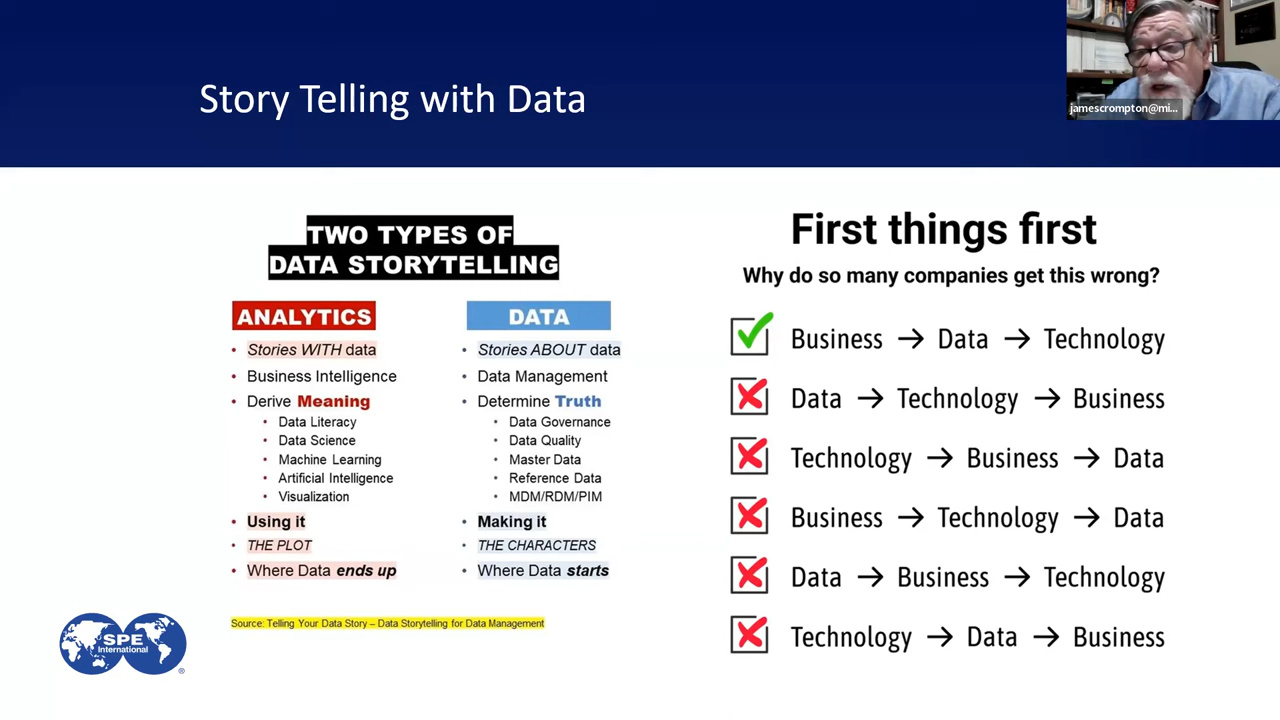 Story Telling with Data
jamescrompton@mi...
TWO TYPES OF
DATA STORYTELLING
ANALYTICS
• Stories WITH data
• Business Intelligence
• Derive Meaning
• Data Literacy
• Data Science
• Machine Learning
• Artificial Intelligence
• Visualization
• Using it
• THE PLOT
• Where Data ends up
DATA
• Stories ABOUT data
• Data Management
• Determine Truth
• Data Governance
• Data Quality
• Master Data
• Reference Data
• MDM/RDM/PIM
• Making it
• THE CHARACTERS
• Where Data starts
Source: Telling Your Data Story – Data Storytelling for Data Management
First things first
Why do so many companies get this wrong?
Business → Data → Technology
Data → Technology → Business
Technology → Business → Data
Business → Technology → Data
Data → Business → Technology
Technology → Data → Business
SPE
International
®